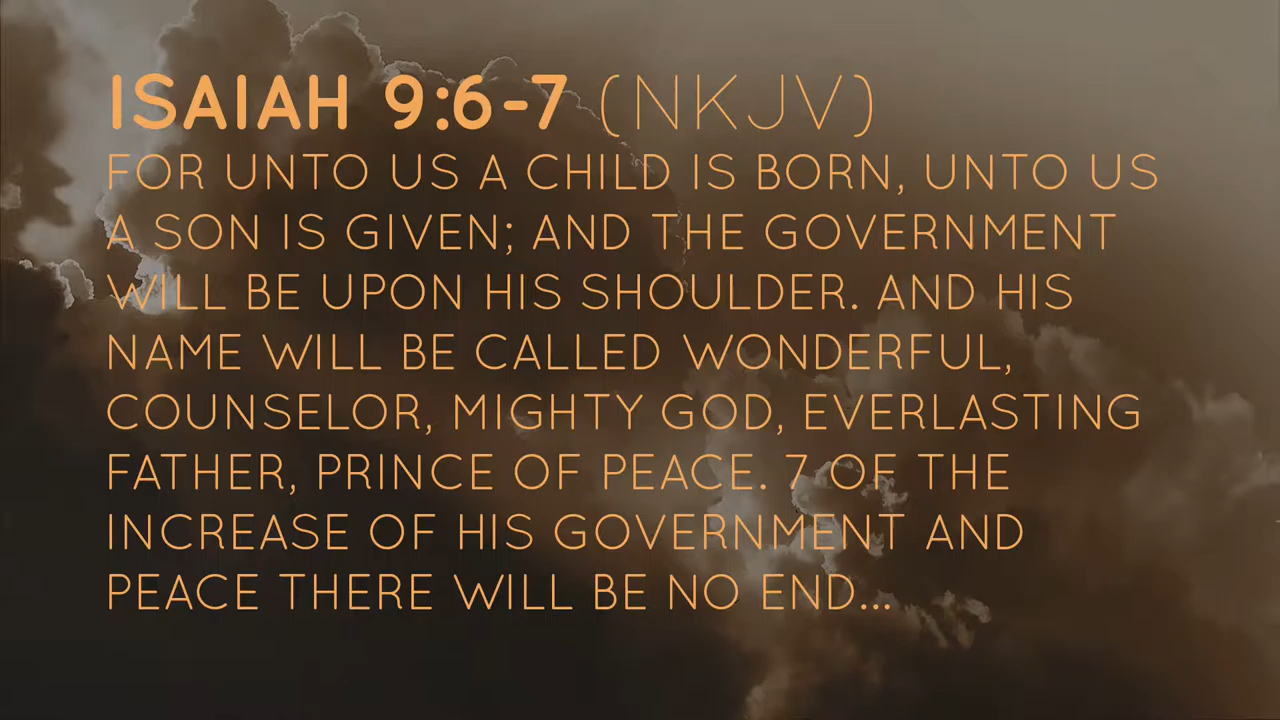 ISAIAH 9:6-7 (NKJV)
FOR UNTO US A CHILD IS BORN, UNTO US
A SON IS GIVEN; AND THE GOVERNMENT
WILL BE UPON HIS SHOULDER. AND HIS
NAME WILL BE CALLED WONDERFUL,
COUNSELOR, MIGHTY GOD, EVERLASTING
FATHER, PRINCE OF PEACE. 7 OF THE
INCREASE OF HIS GOVERNMENT AND
PEACE THERE WILL BE NO END...